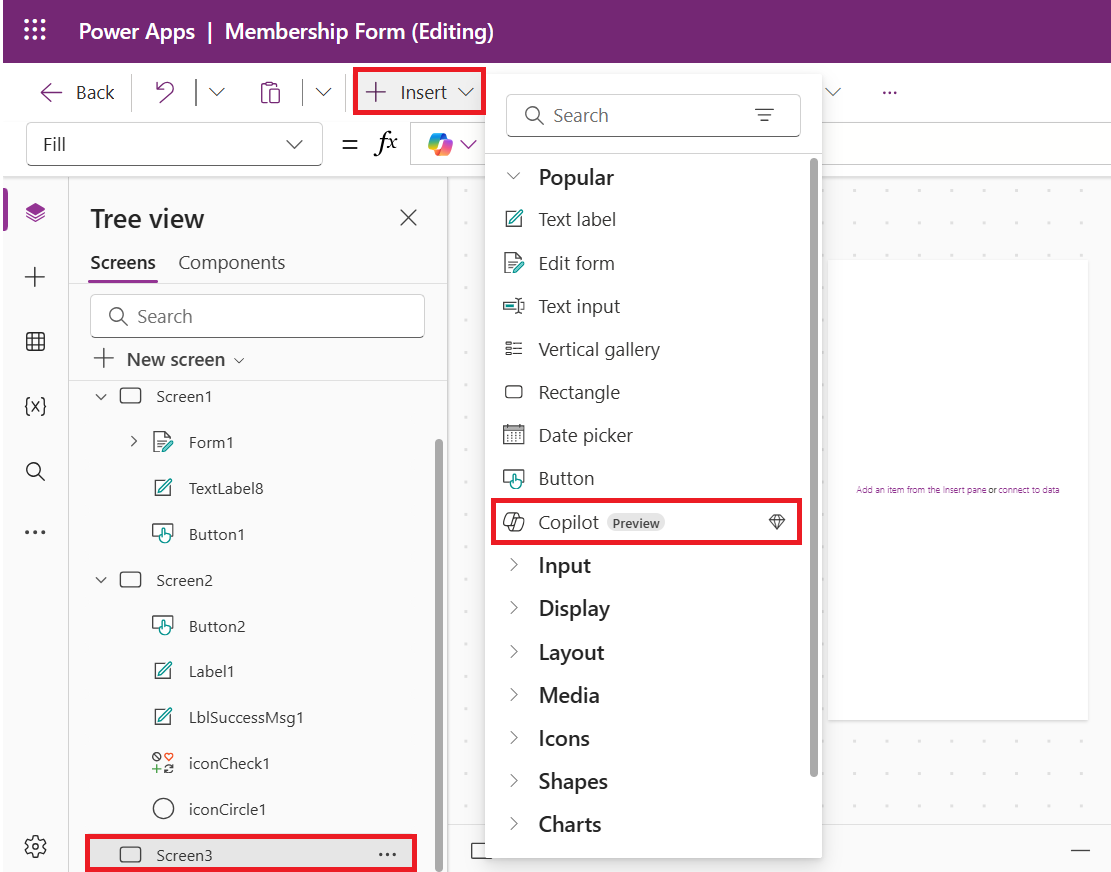 Power Apps | Membership Form (Editing)
Back
Insert
Fill
= fx
Search
Popular
Text label
Edit form
Text input
Vertical gallery
Rectangle
Date picker
Button
Copilot Preview
Input
Display
Layout
Media
Icons
Shapes
Charts
Tree view
Screens Components
Search
New screen
Screen1
Form1
TextLabel8
Button1
Screen2
Button2
Label1
LblSuccessMsg1
iconCheck1
iconCircle1
Screen3
Add an item from the Insert pane or connect to data